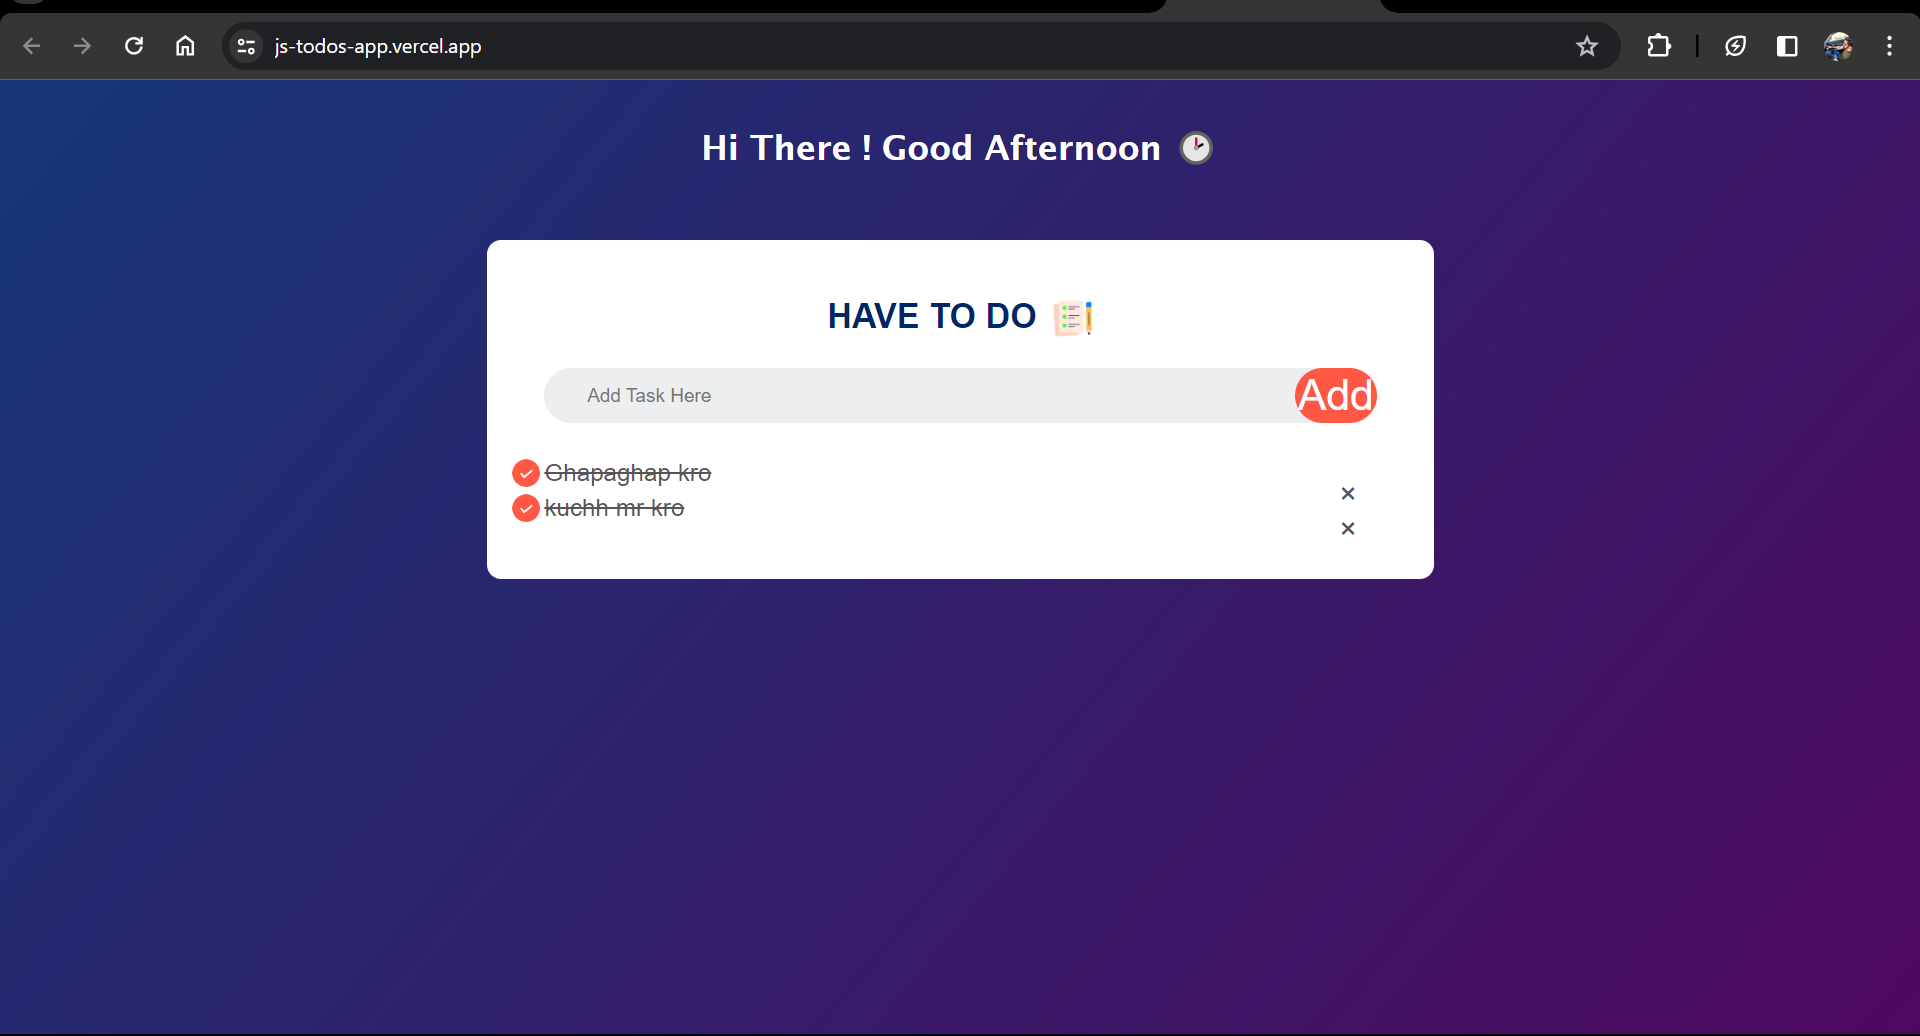 js-todos-app.vercel.app
Hi There ! Good Afternoon
HAVE TO DO
Add Task Here
Add
Ghapaghap kro
kuchh mr kro